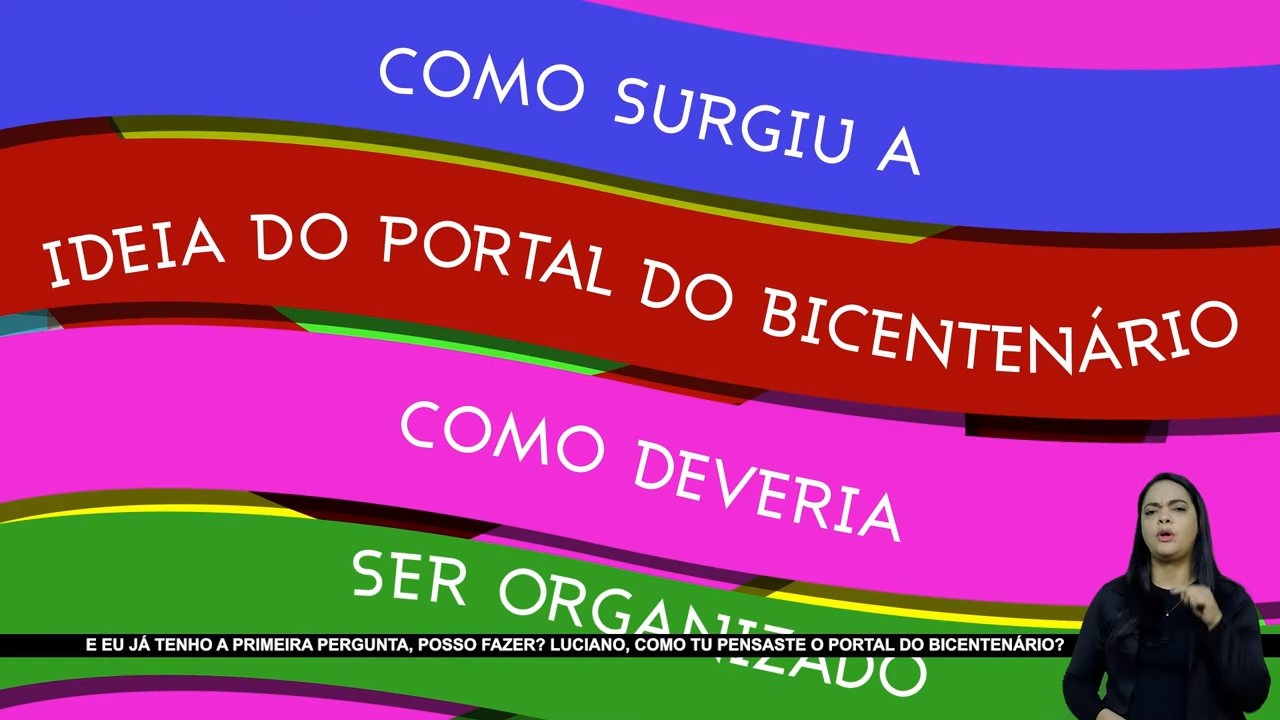 COMO SURGIU A
IDEIA DO PORTAL DO BICENTENÁRIO
COMO DEVERIA
SER ORGANIZADO
E EU JÁ TENHO A PRIMEIRA PERGUNTA, POSSO FAZER? LUCIANO, COMO TU PENSASTE O PORTAL DO BICENTENÁRIO?